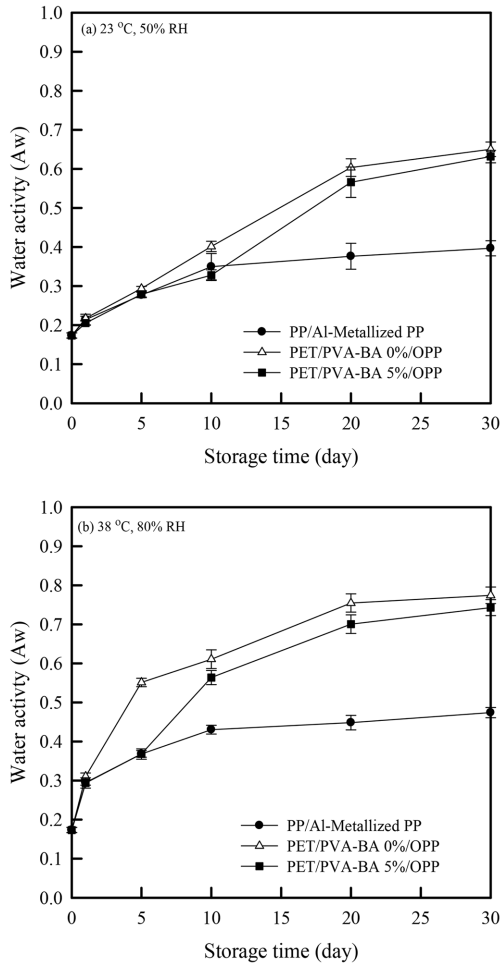 (a) 23 °C, 50% RH
1.0
0.9
0.8
0.7
0.6
0.5
0.4
0.3
0.2
0.1
0.0
Water activty (Aw)
PP/Al-Metallized PP
PET/PVA-BA 0%/OPP
PET/PVA-BA 5%/OPP
0 5 10 20 30
Storage time (day)
(b) 38 °C, 80% RH
1.0
0.9
0.8
0.7
0.6
0.5
0.4
0.3
0.2
0.1
0.0
Water activity (Aw)
PP/Al-Metallized PP
PET/PVA-BA 0%/OPP
PET/PVA-BA 5%/OPP
0 5 10 20 30
Storage time (day)